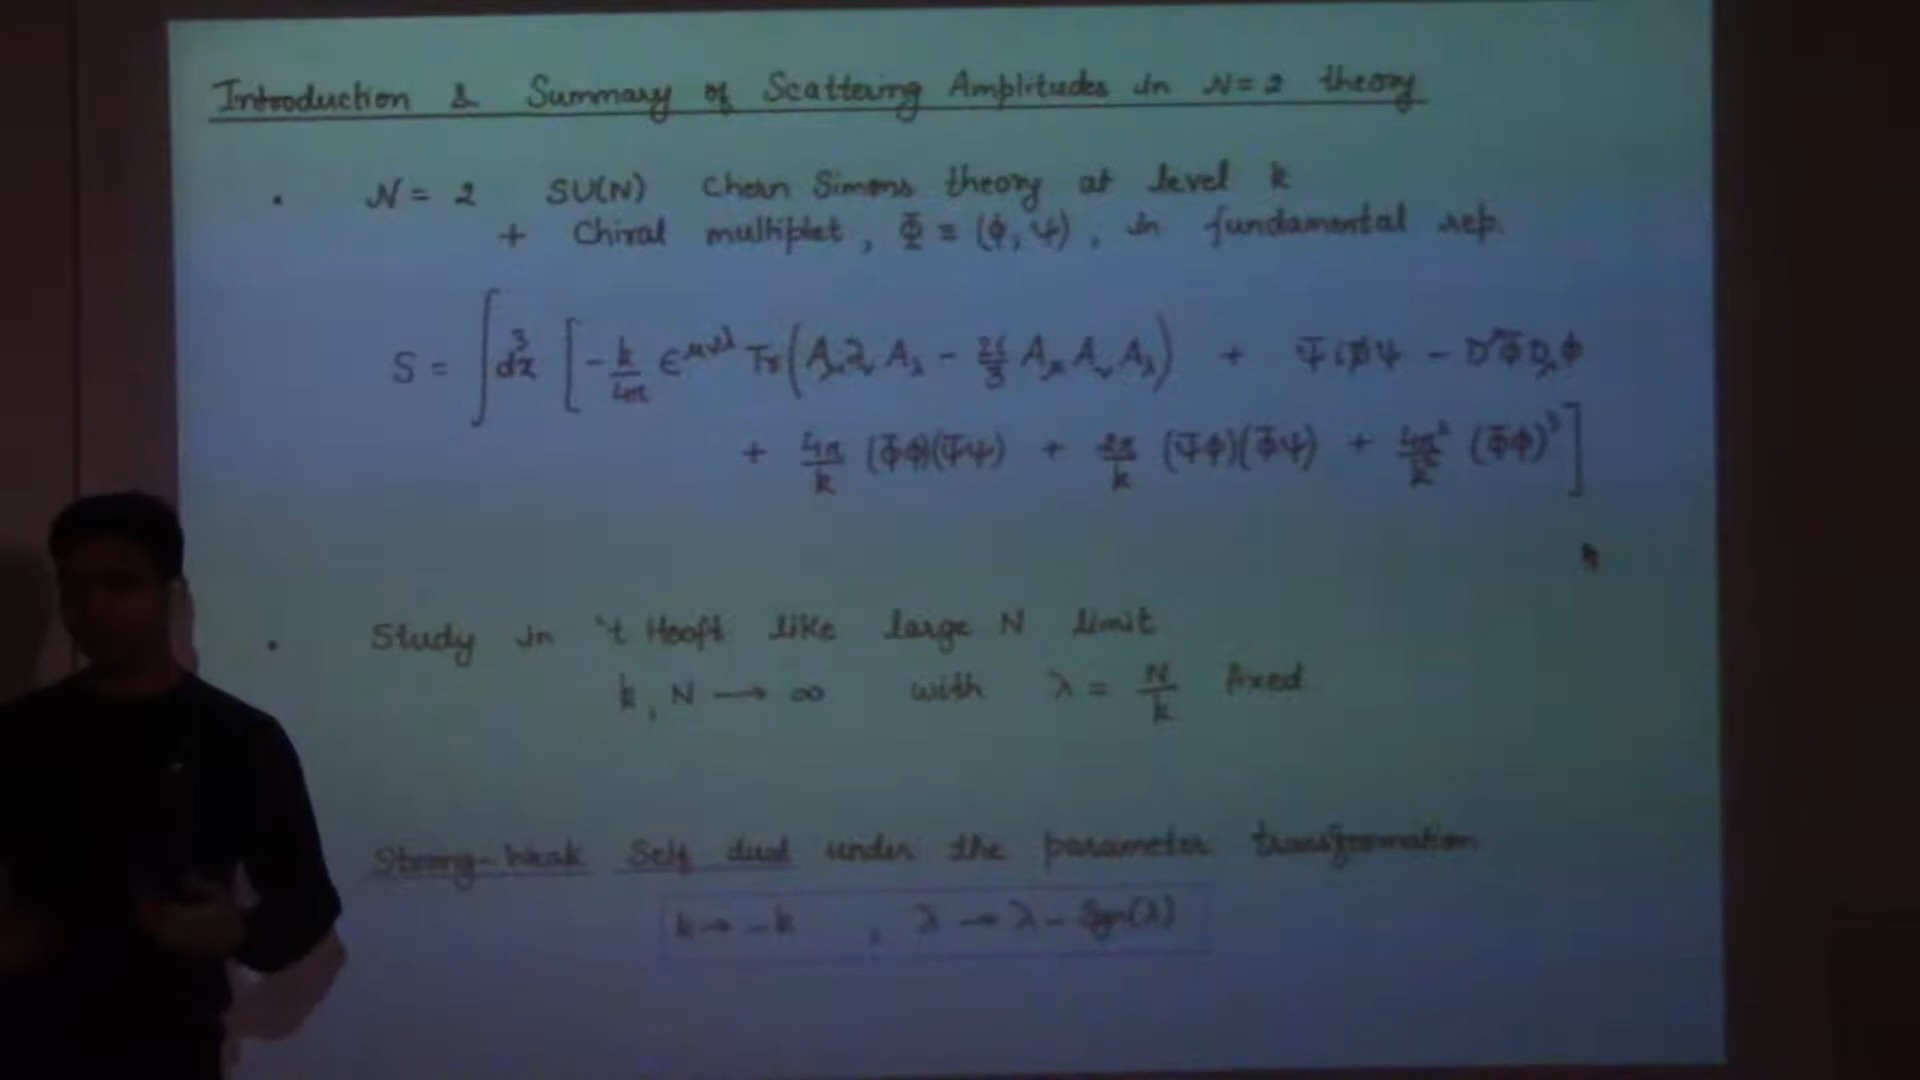 Introduction & Summary of Scattering Amplitudes in N=2 theory
• N = 2 SU(N) Chern Simons theory at level k
+ Chiral multiplet, Φ ≡ (φ, ψ), in fundamental rep.
S = ∫ d³x [ -k/4π ε^{μνλ} Tr( A_μ ∂_ν A_λ - 2i/3 A_μ A_ν A_λ ) + ψ̄ i D̸ ψ - D^μ φ̄ D_μ φ
+ 4π/k (φ̄φ)(ψ̄ψ) + 2π/k (ψ̄φ)(φ̄ψ) + 4π²/k² (φ̄φ)³ ]
• Study in 't Hooft like large N limit
k, N → ∞ with λ = N/k fixed
Strong-Weak Self dual under the parameter transformation
k → -k , λ → λ - Sgn(λ)